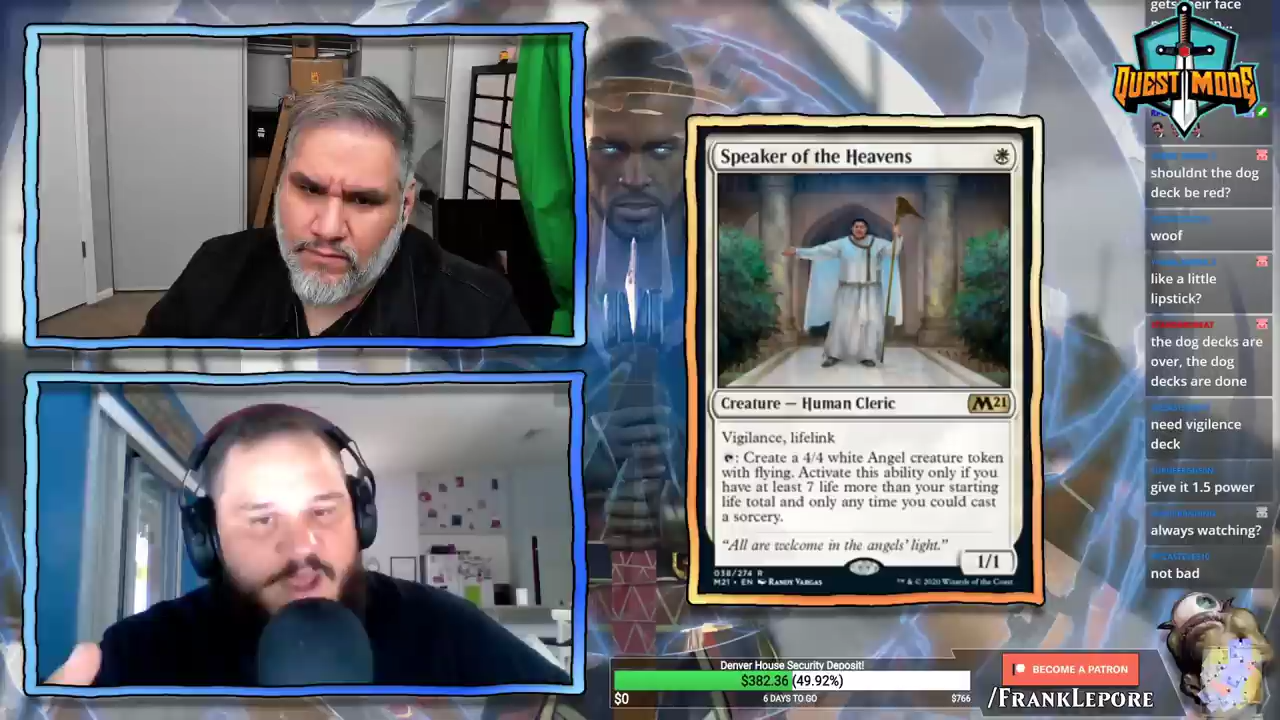 gets their face
QUEST MODE
Speaker of the Heavens
Creature — Human Cleric
M21
Vigilance, lifelink
: Create a 4/4 white Angel creature token
with flying. Activate this ability only if you
have at least 7 life more than your starting
life total and only any time you could cast
a sorcery.
“All are welcome in the angels’ light.”
1/1
038/274 R
M21 • EN RANDY VARGAS
™ & © 2020 Wizards of the Coast
shouldnt the dog
deck be red?
woof
like a little
lipstick?
the dog decks are
over, the dog
decks are done
need vigilence
deck
give it 1.5 power
always watching?
not bad
Denver House Security Deposit!
$382.36 (49.92%)
$0
6 DAYS TO GO
$766
BECOME A PATRON
/FRANKLEPORE